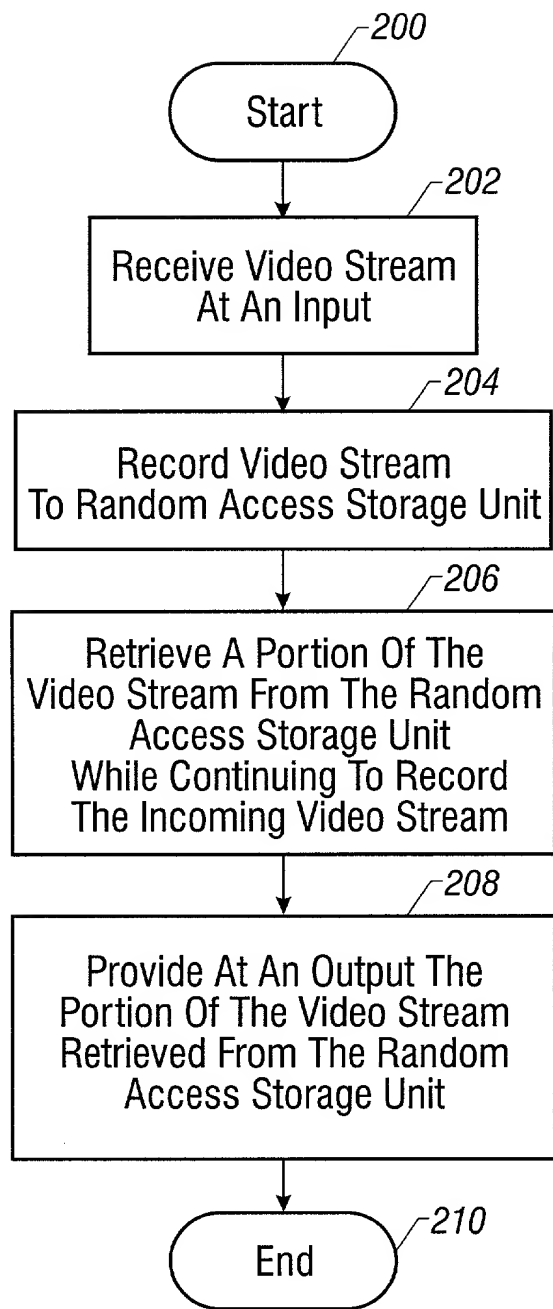 200
Start
202
Receive Video Stream
At An Input
204
Record Video Stream
To Random Access Storage Unit
206
Retrieve A Portion Of The
Video Stream From The Random
Access Storage Unit
While Continuing To Record
The Incoming Video Stream
208
Provide At An Output The
Portion Of The Video Stream
Retrieved From The Random
Access Storage Unit
210
End